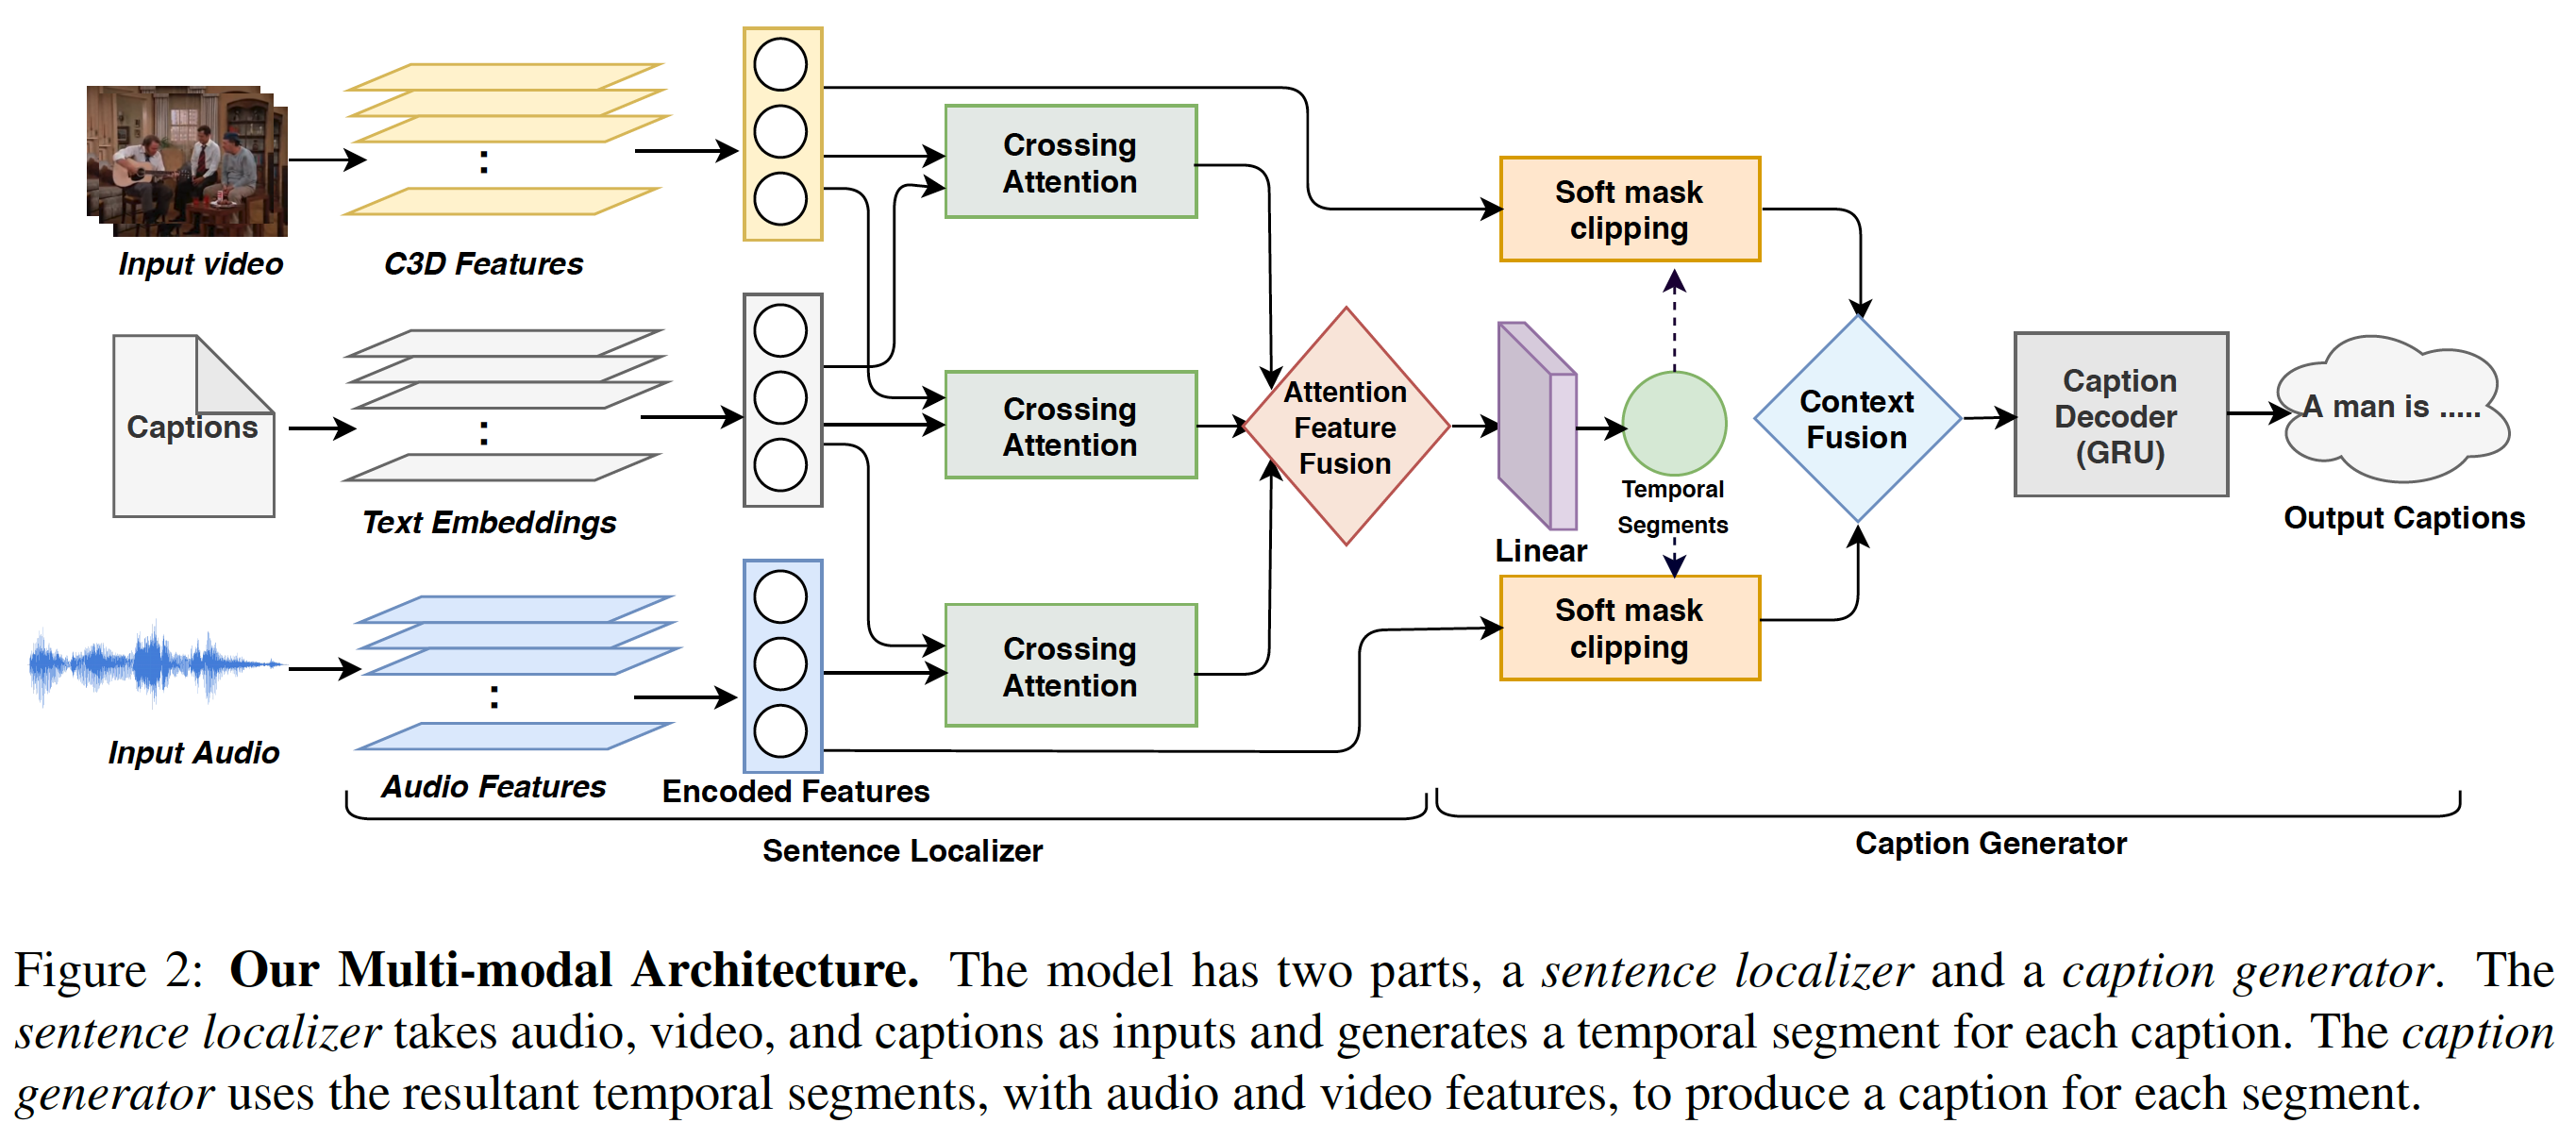 Input video
C3D Features
Captions
Text Embeddings
Input Audio
Audio Features
Encoded Features
Crossing
Attention
Crossing
Attention
Crossing
Attention
Attention
Feature
Fusion
Linear
Temporal
Segments
Soft mask
clipping
Soft mask
clipping
Context
Fusion
Caption
Decoder
(GRU)
A man is .....
Output Captions
Sentence Localizer
Caption Generator
Figure 2: Our Multi-modal Architecture. The model has two parts, a sentence localizer and a caption generator. The
sentence localizer takes audio, video, and captions as inputs and generates a temporal segment for each caption. The caption
generator uses the resultant temporal segments, with audio and video features, to produce a caption for each segment.